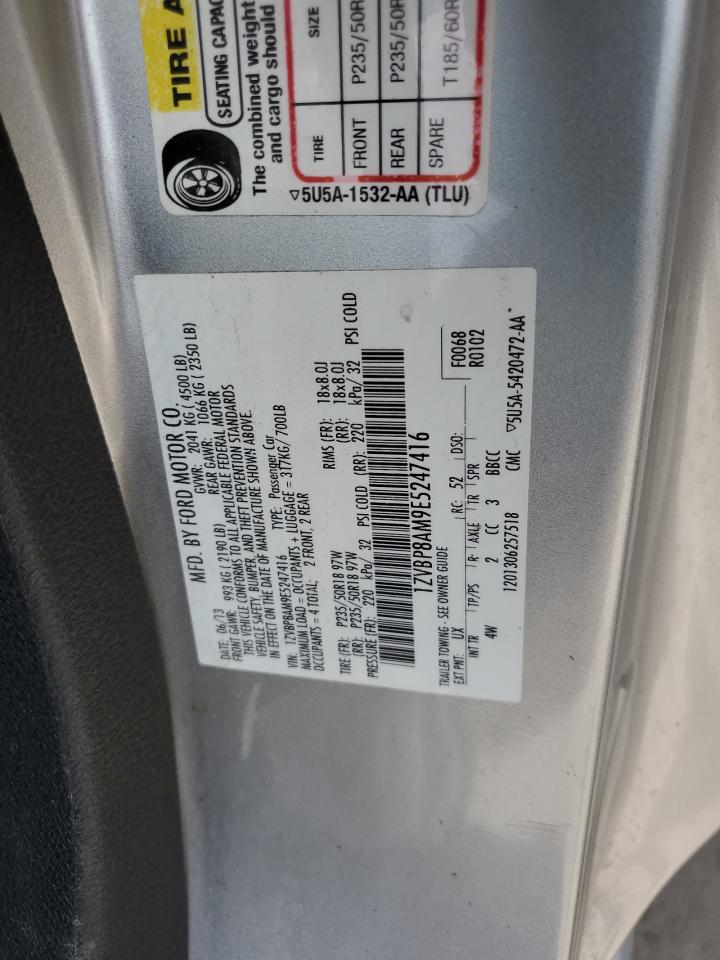 TIRE A
SEATING CAPAC
The combined weight
and cargo should
TIRE SIZE
FRONT P235/50R
REAR P235/50R
SPARE T185/60R
▽5U5A-1532-AA (TLU)
MFD. BY FORD MOTOR CO.
DATE: 06/13 GVWR: 2041 KG ( 4500 LB)
FRONT GAWR: 993 KG ( 2190 LB) REAR GAWR: 1066 KG ( 2350 LB)
THIS VEHICLE CONFORMS TO ALL APPLICABLE FEDERAL MOTOR
VEHICLE SAFETY, BUMPER, AND THEFT PREVENTION STANDARDS
IN EFFECT ON THE DATE OF MANUFACTURE SHOWN ABOVE.
VIN: 1ZVBP8AM9E5247416 TYPE: Passenger Car
MAXIMUM LOAD = OCCUPANTS + LUGGAGE = 317KG/ 700LB
OCCUPANTS = 4 TOTAL; 2 FRONT, 2 REAR
TIRE (FR): P235/50R18 97W RIMS (FR): 18x8.0J
(RR): P235/50R18 97W (RR): 18x8.0J
PRESSURE (FR): 220 kPa/ 32 PSI COLD (RR): 220 kPa/ 32 PSI COLD
1ZVBP8AM9E5247416
TRAILER TOWING - SEE OWNER GUIDE F0068
EXT PNT: UX RC: 52 DSO: R0102
INT TR TP/PS R AXLE TR SPR
4W 2 CC 3 BBCC
1201306257518 CMC ▽5U5A-5420472-AA*